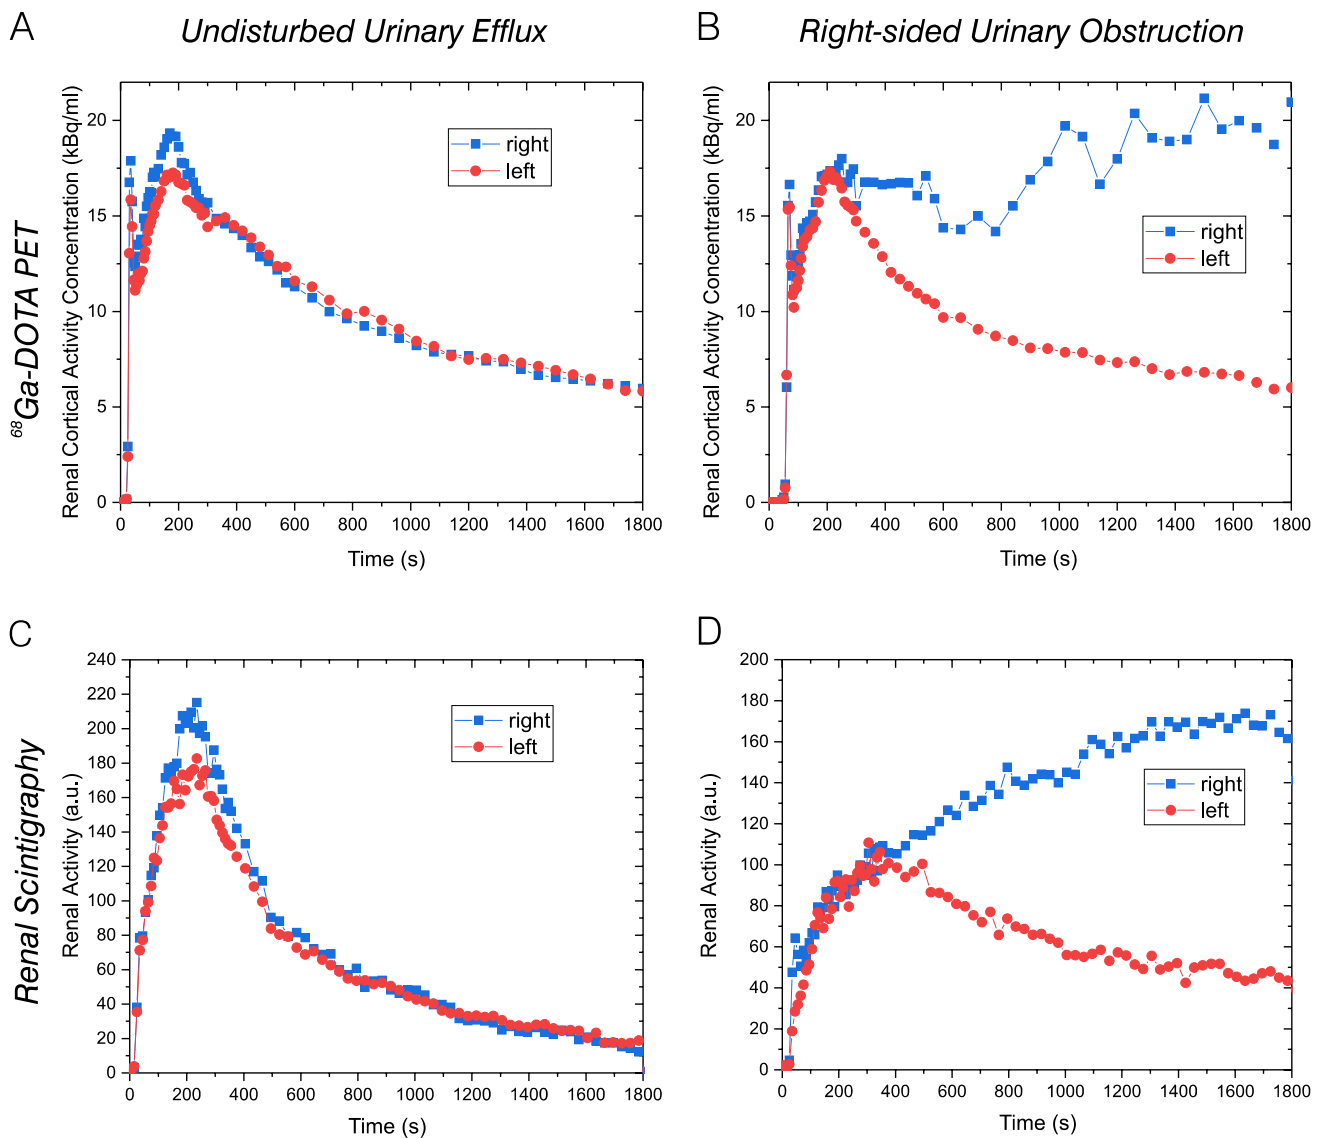 A
Undisturbed Urinary Efflux
B
Right-sided Urinary Obstruction
⁶⁸Ga-DOTA PET
Renal Cortical Activity Concentration (kBq/ml)
20
15
10
5
0
right
left
0 200 400 600 800 1000 1200 1400 1600 1800
Time (s)
Renal Cortical Activity Concentration (kBq/ml)
20
15
10
5
0
right
left
0 200 400 600 800 1000 1200 1400 1600 1800
Time (s)
C
D
Renal Scintigraphy
Renal Activity (a.u.)
240
220
200
180
160
140
120
100
80
60
40
20
0
right
left
0 200 400 600 800 1000 1200 1400 1600 1800
Time (s)
Renal Activity (a.u.)
200
180
160
140
120
100
80
60
40
20
0
right
left
0 200 400 600 800 1000 1200 1400 1600 1800
Time (s)